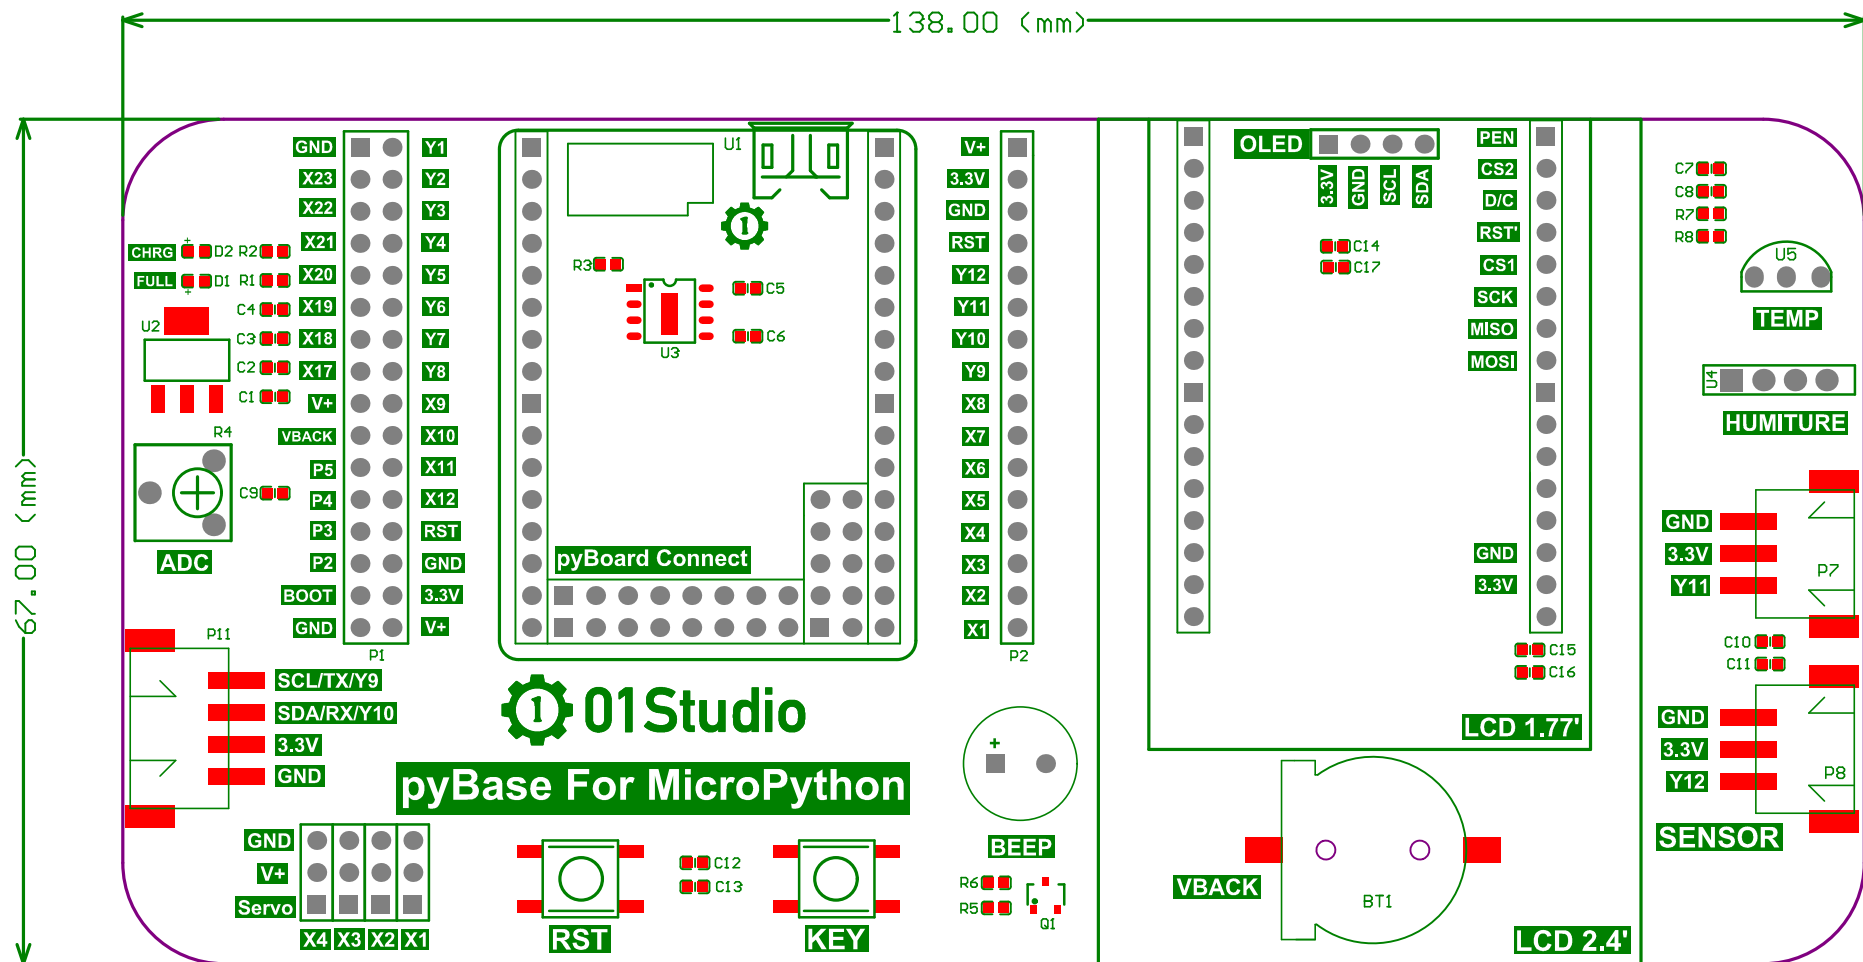 138.00 (mm)
67.00 (mm)
GND Y1
X23 Y2
X22 Y3
X21 Y4
X20 Y5
X19 Y6
X18 Y7
X17 Y8
V+ X9
VBACK X10
P5 X11
P4 X12
P3 RST
P2 GND
BOOT 3.3V
GND V+
P1
CHRG D2 R2
FULL D1 R1
+
+
C4
U2
C3
C2
C1
R4
C9
ADC
P11
SCL/TX/Y9
SDA/RX/Y10
3.3V
GND
GND
V+
Servo
X4 X3 X2 X1
U1
1
R3
C5
C6
U3
pyBoard Connect
1 01Studio
pyBase For MicroPython
RST
C12
C13
KEY
V+
3.3V
GND
RST
Y12
Y11
Y10
Y9
X8
X7
X6
X5
X4
X3
X2
X1
P2
+
BEEP
R6
R5
Q1
OLED
3.3V
GND
SCL
SDA
C14
C17
PEN
CS2
D/C
RST'
CS1
SCK
MISO
MOSI
GND
3.3V
C15
C16
LCD 1.77'
VBACK
BT1
LCD 2.4'
C7
C8
R7
R8
U5
TEMP
U4
HUMITURE
GND
3.3V
Y11
P7
C10
C11
GND
3.3V
Y12
P8
SENSOR